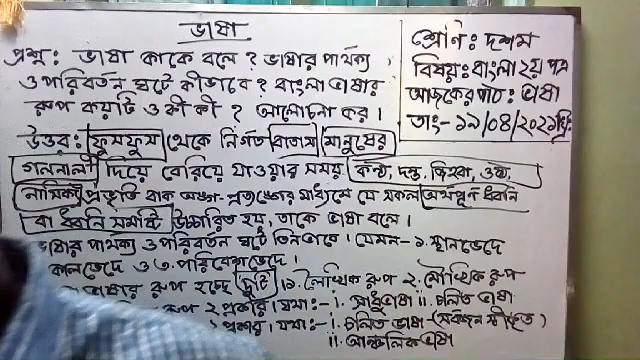 ভাষা
প্রশ্ন: ভাষা কাকে বলে? ভাষার পার্থক্য
ও পরিবর্তন ঘটে কীভাবে? বাংলা ভাষার
রূপ কয়টি ও কী কী? আলোচনা কর।
শ্রেণি: দশম
বিষয়: বাংলা ২য় পত্র
আজকের পাঠ: ভাষা
তাং- ১৯/০৪/২০২১খ্রি:
উত্তর: ফুসফুস থেকে নির্গত বাতাস মানুষের
গলনালী দিয়ে বেরিয়ে যাওয়ার সময় কন্ঠ, দন্ত, জিহবা, ওষ্ঠ,
নাসিকা প্রভৃতি বাক অঙ্গ-প্রত্যঙ্গের মাধ্যমে যে সকল অর্থপূর্ণ ধ্বনি
বা ধ্বনি সমষ্টি উচ্চারিত হয়, তাকে ভাষা বলে।
ভাষার পার্থক্য ও পরিবর্তন ঘটে তিনভাবে। যেমন- ১. স্থানভেদে
কালভেদে ও ৩. পরিবেশভেদে।
ভাষার রূপ হচ্ছে দুটি ১. লৈখিক রূপ ২. মৌখিক রূপ
রূপ ২ প্রকার। যথা:- i. সাধুভাষা ii. চলিত ভাষা
প্রকার। যথা:- i. চলিত ভাষা-(সর্বজন স্বীকৃত)
ii. আঞ্চলিক ভাষা